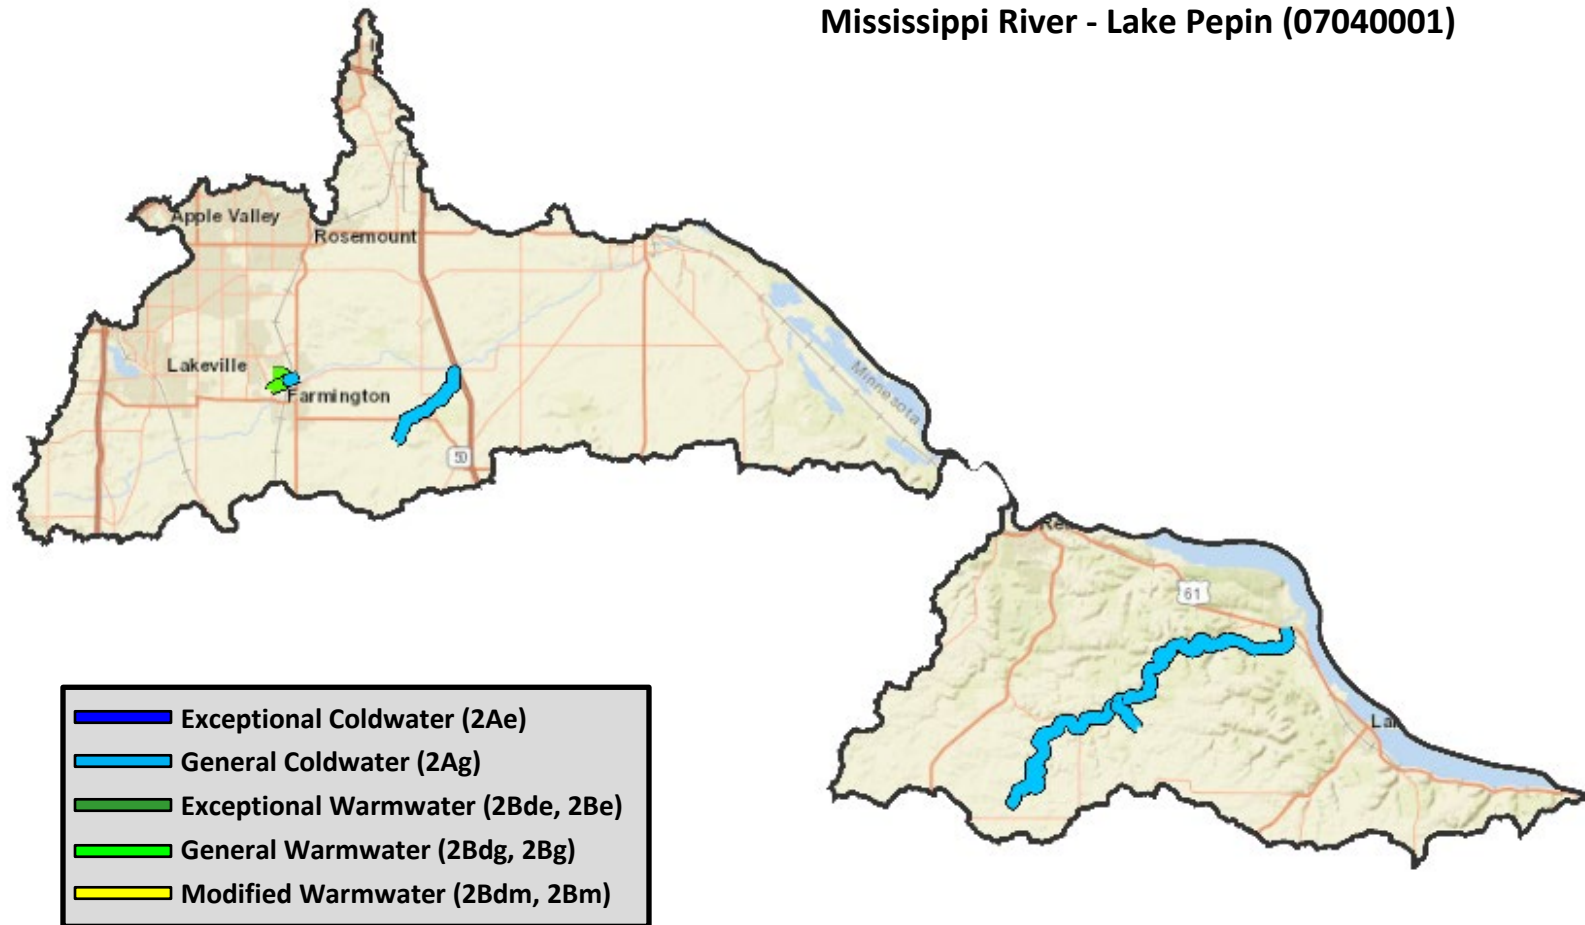 Mississippi River - Lake Pepin (07040001)
Apple Valley
Rosemount
Lakeville
Farmington
50
Minnesota
61
Exceptional Coldwater (2Ae)
General Coldwater (2Ag)
Exceptional Warmwater (2Bde, 2Be)
General Warmwater (2Bdg, 2Bg)
Modified Warmwater (2Bdm, 2Bm)